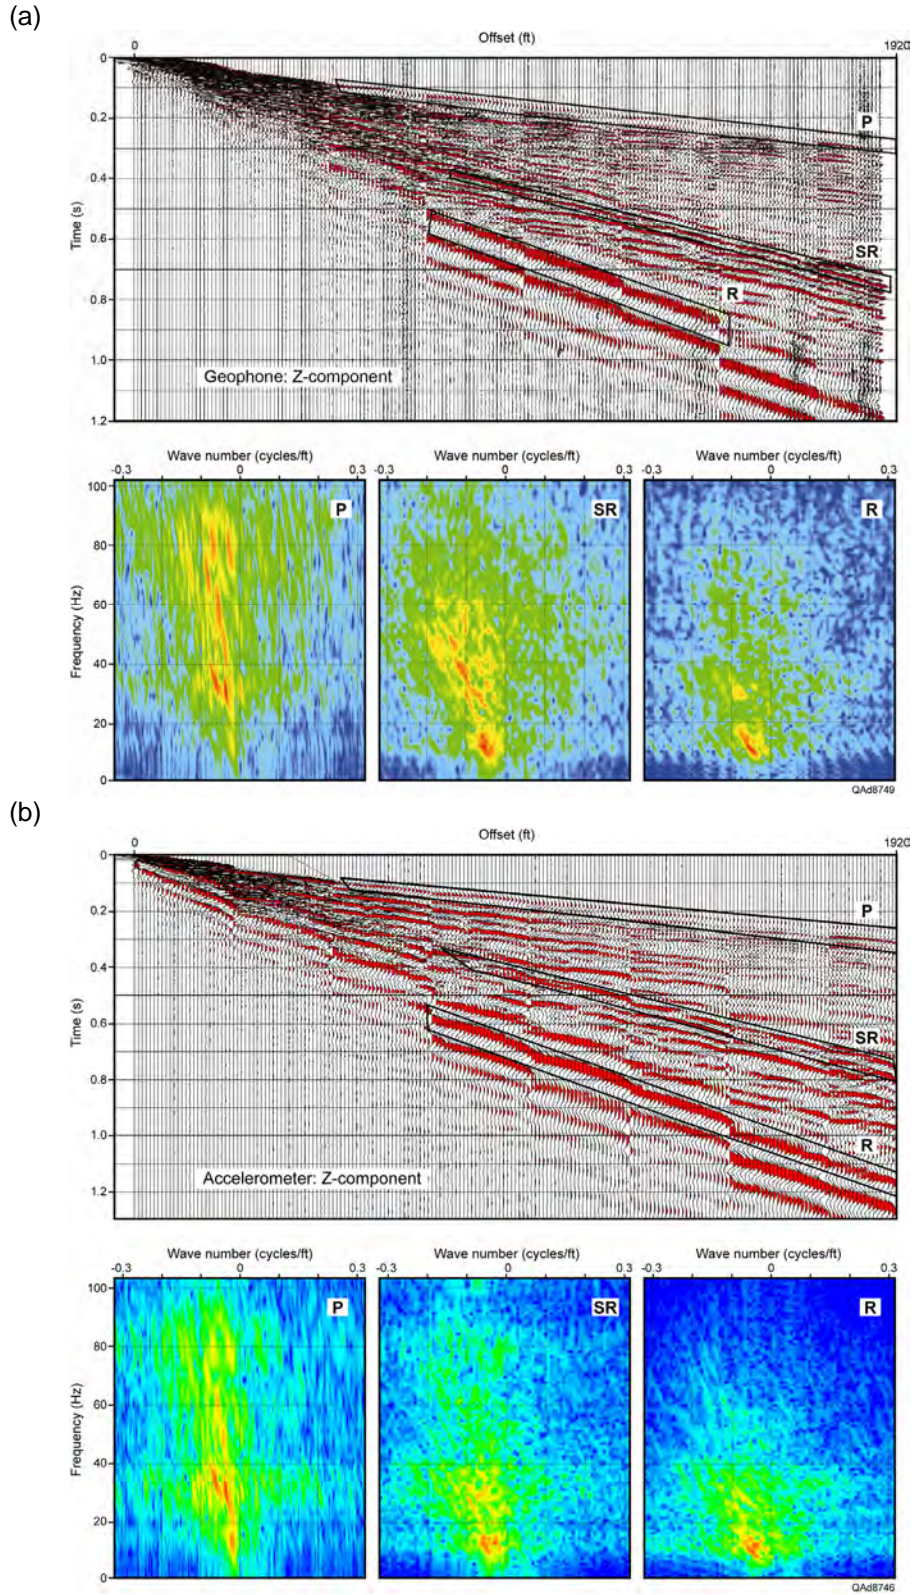 (a)
Offset (ft)
0 1920
0
0.2
0.4
0.6
0.8
1.0
1.2
Time (s)
P
SR
R
Geophone: Z-component
Wave number (cycles/ft) Wave number (cycles/ft) Wave number (cycles/ft)
-0.3 0 0.3 -0.3 0 0.3 -0.3 0 0.3
100
80
60
40
20
0
Frequency (Hz)
P SR R
QAd8749
(b)
Offset (ft)
0 1920
0
0.2
0.4
0.6
0.8
1.0
1.2
Time (s)
P
SR
R
Accelerometer: Z-component
Wave number (cycles/ft) Wave number (cycles/ft) Wave number (cycles/ft)
-0.3 0 0.3 -0.3 0 0.3 -0.3 0 0.3
100
80
60
40
20
0
Frequency (Hz)
P SR R
QAd8746